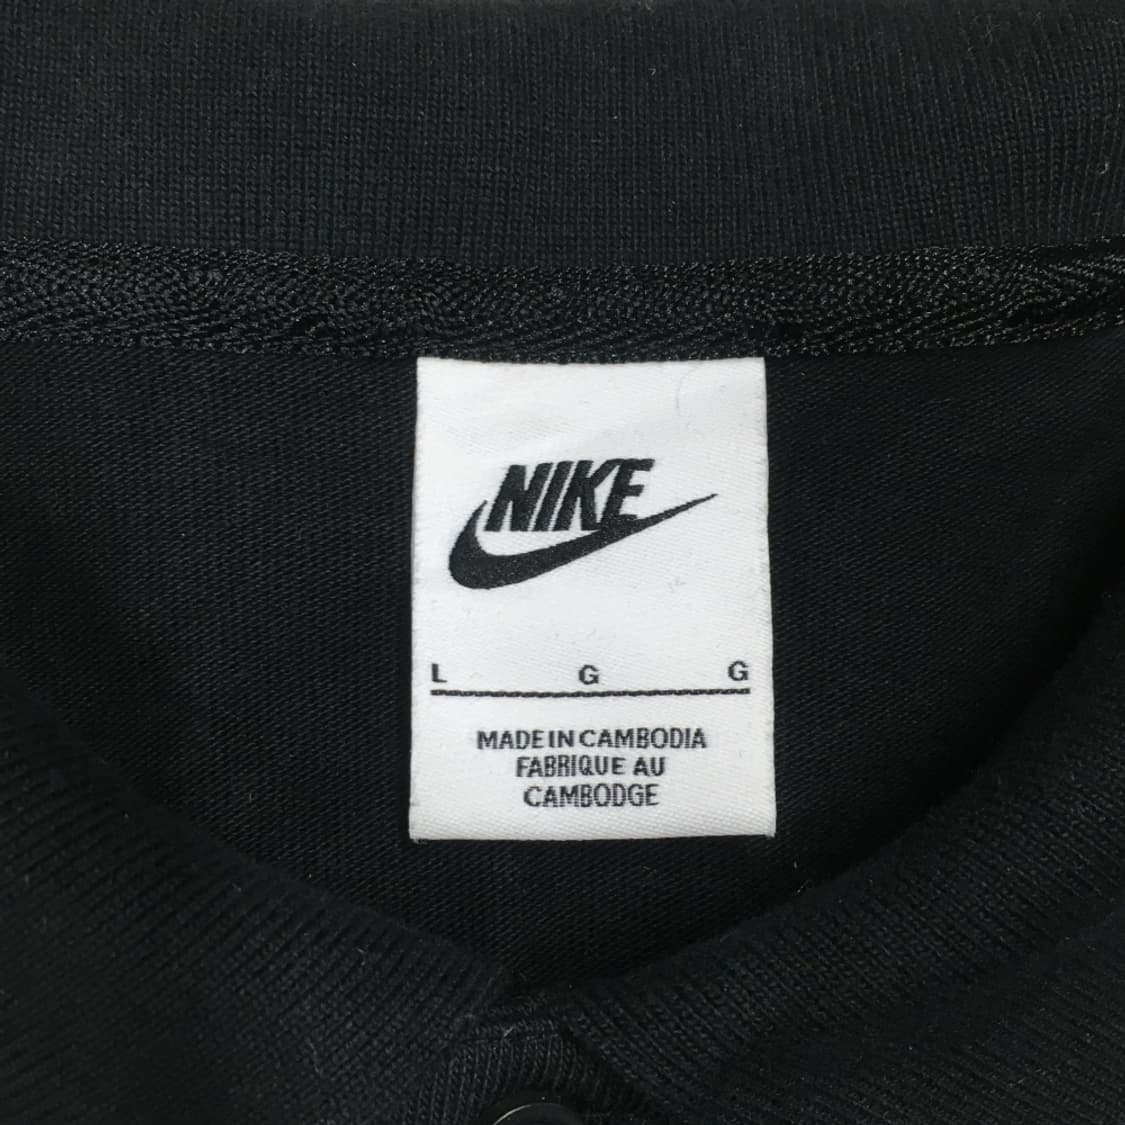 NIKE
L G G
MADE IN CAMBODIA
FABRIQUE AU
CAMBODGE